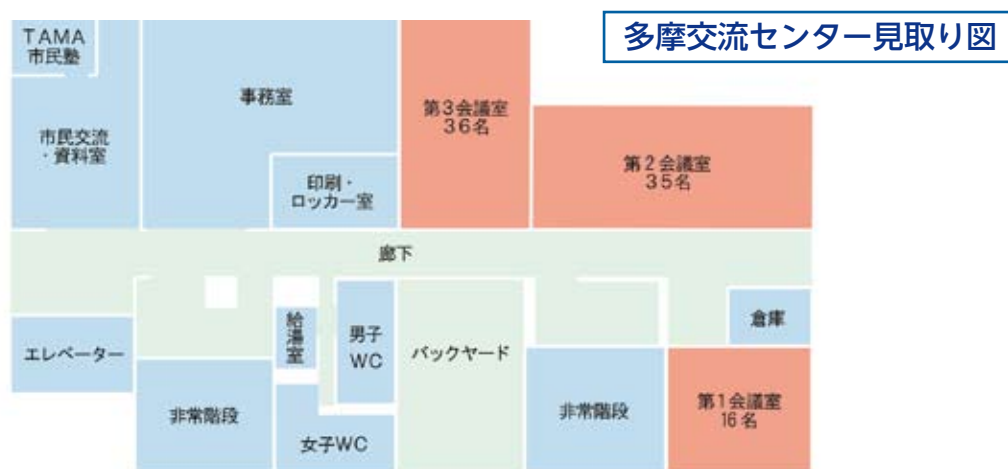 多摩交流センター見取り図
TAMA
市民塾
市民交流
・資料室
事務室
印刷・
ロッカー室
第3会議室
36名
第2会議室
35名
廊下
エレベーター
非常階段
給湯室
男子
WC
女子WC
バックヤード
非常階段
倉庫
第1会議室
16名